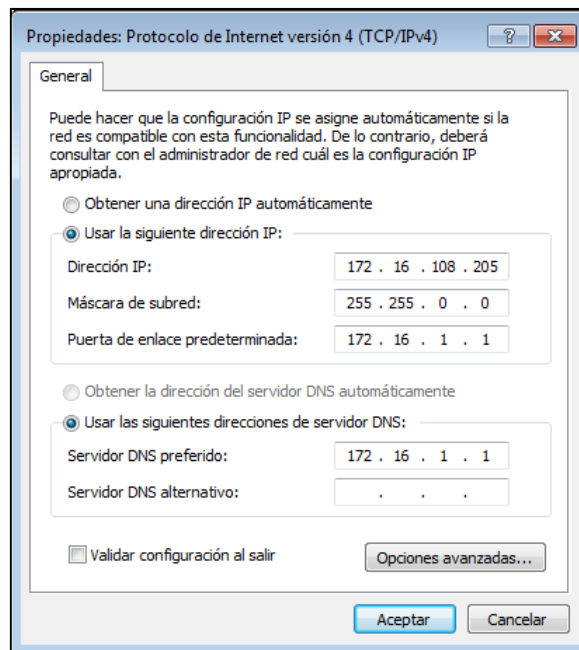 Propiedades: Protocolo de Internet versión 4 (TCP/IPv4)
General
Puede hacer que la configuración IP se asigne automáticamente si la
red es compatible con esta funcionalidad. De lo contrario, deberá
consultar con el administrador de red cuál es la configuración IP
apropiada.
Obtener una dirección IP automáticamente
Usar la siguiente dirección IP:
Dirección IP: 172 . 16 . 108 . 205
Máscara de subred: 255 . 255 . 0 . 0
Puerta de enlace predeterminada: 172 . 16 . 1 . 1
Obtener la dirección del servidor DNS automáticamente
Usar las siguientes direcciones de servidor DNS:
Servidor DNS preferido: 172 . 16 . 1 . 1
Servidor DNS alternativo: . . .
Validar configuración al salir
Opciones avanzadas...
Aceptar Cancelar